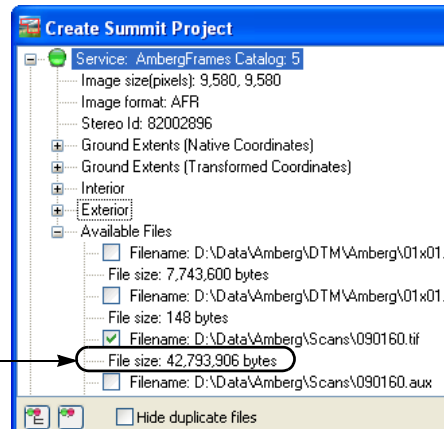 Create Summit Project
Service: AmbergFrames Catalog: 5
Image size(pixels): 9,580, 9,580
Image format: AFR
Stereo Id: 82002896
Ground Extents (Native Coordinates)
Ground Extents (Transformed Coordinates)
Interior
Exterior
Available Files
Filename: D:\Data\Amberg\DTM\Amberg\01x01.
File size: 7,743,600 bytes
Filename: D:\Data\Amberg\DTM\Amberg\01x01.
File size: 148 bytes
Filename: D:\Data\Amberg\Scans\090160.tif
File size: 42,793,906 bytes
Filename: D:\Data\Amberg\Scans\090160.aux
Hide duplicate files